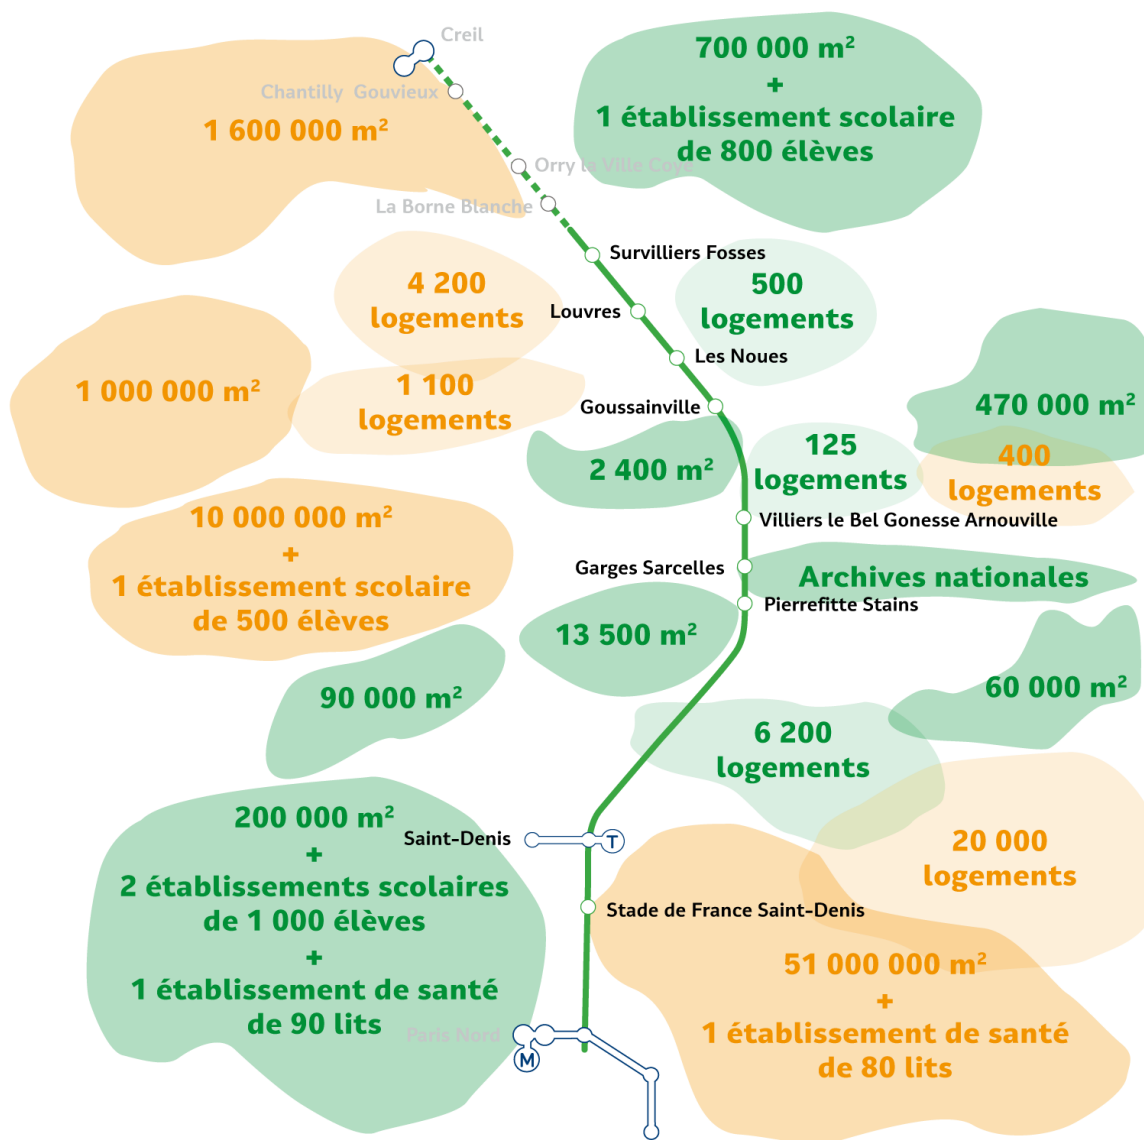 Creil
700 000 m²
+
1 établissement scolaire
de 800 élèves
Chantilly Gouvieux
1 600 000 m²
Orry la Ville Coye
La Borne Blanche
Survilliers Fosses
4 200
logements
500
logements
Louvres
Les Noues
1 000 000 m²
1 100
logements
Goussainville
470 000 m²
2 400 m²
125
logements
400
logements
10 000 000 m²
+
1 établissement scolaire
de 500 élèves
Villiers le Bel Gonesse Arnouville
Garges Sarcelles
Archives nationales
Pierrefitte Stains
13 500 m²
90 000 m²
60 000 m²
6 200
logements
200 000 m²
+
2 établissements scolaires
de 1 000 élèves
+
1 établissement de santé
de 90 lits
Saint-Denis
T
20 000
logements
Stade de France Saint-Denis
51 000 000 m²
+
1 établissement de santé
de 80 lits
Paris Nord
M